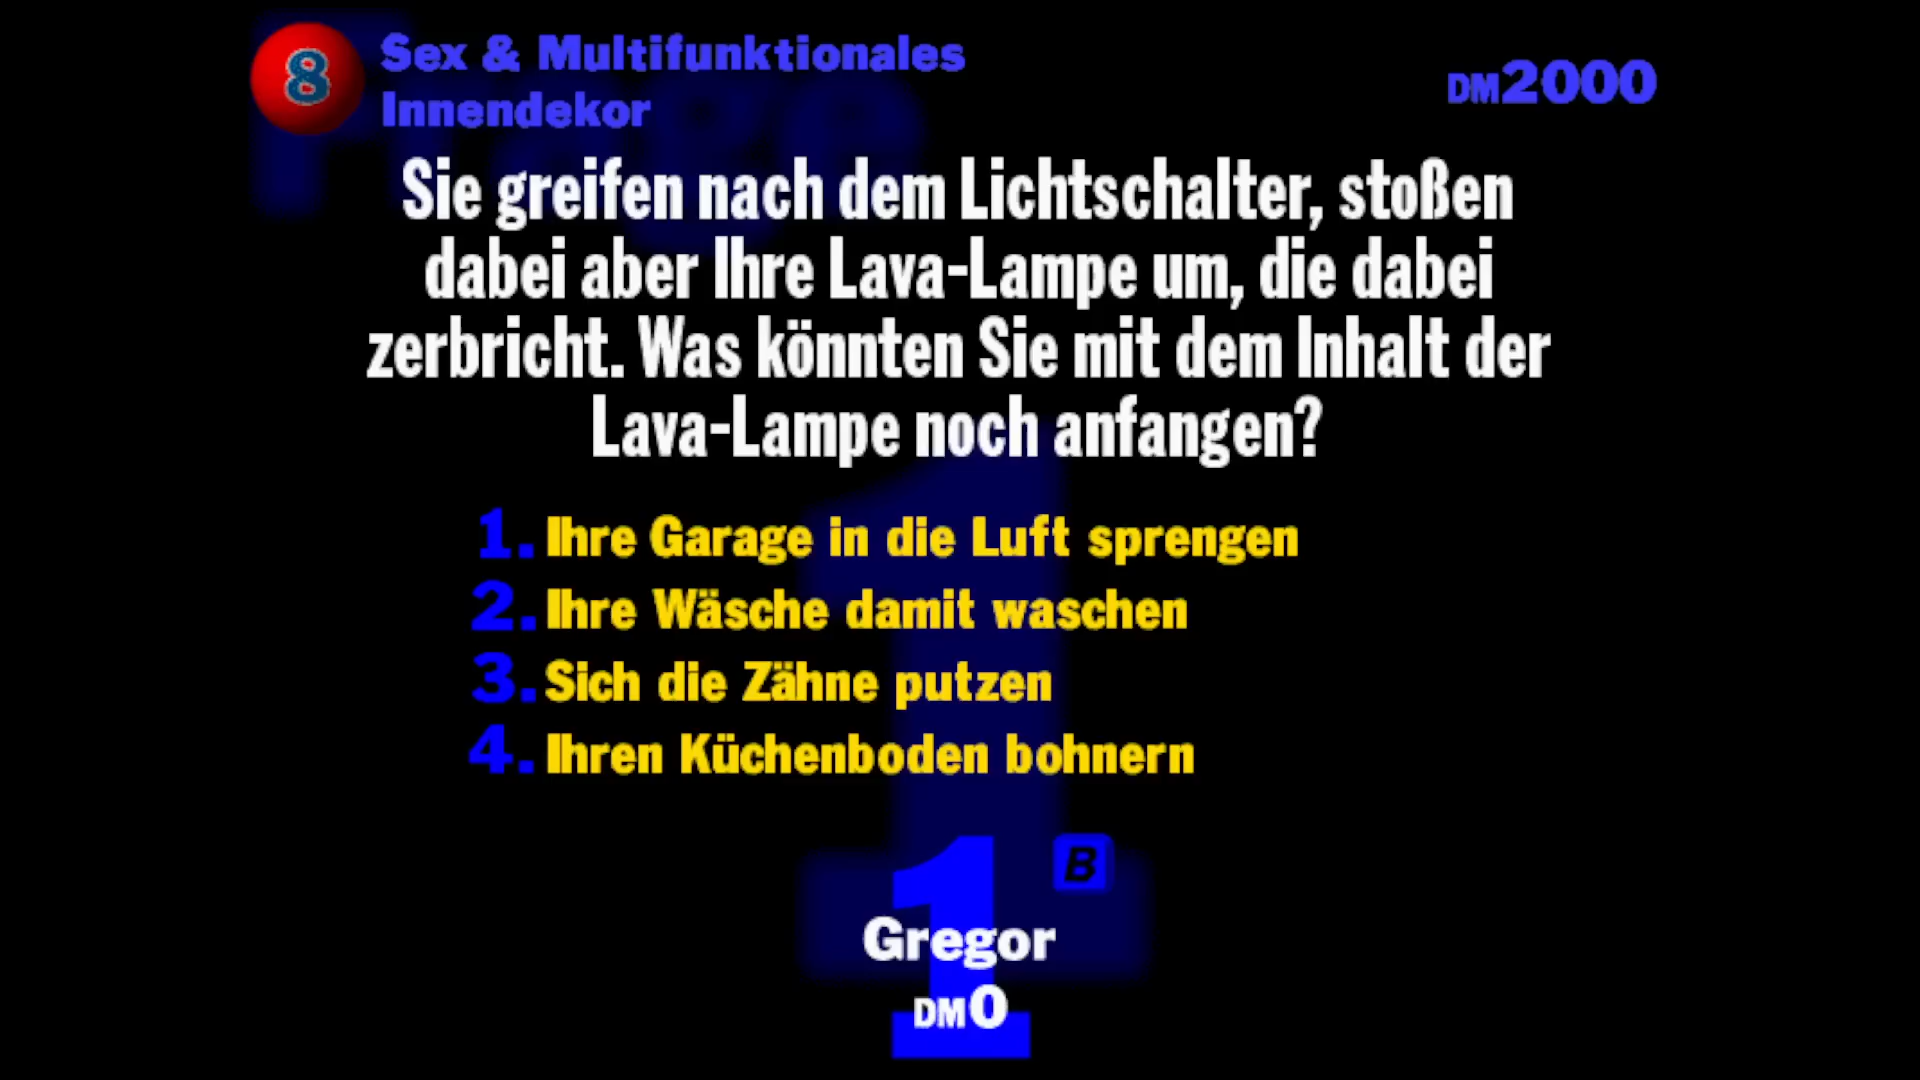 8
Sex & Multifunktionales
Innendekor
DM2000
Frage
Sie greifen nach dem Lichtschalter, stoßen
dabei aber Ihre Lava-Lampe um, die dabei
zerbricht. Was könnten Sie mit dem Inhalt der
Lava-Lampe noch anfangen?
1. Ihre Garage in die Luft sprengen
2. Ihre Wäsche damit waschen
3. Sich die Zähne putzen
4. Ihren Küchenboden bohnern
1
1
B
Gregor
DM0